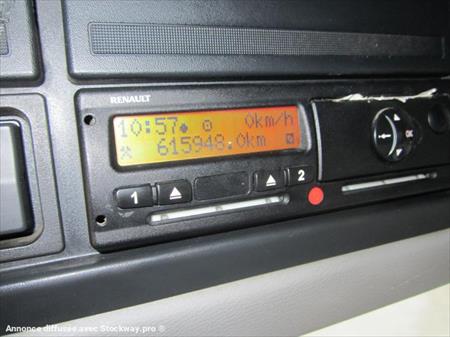 RENAULT
10:57 0km/h
615948.0km
1 2
OK
Annonce diffusée avec Stockway.pro ®